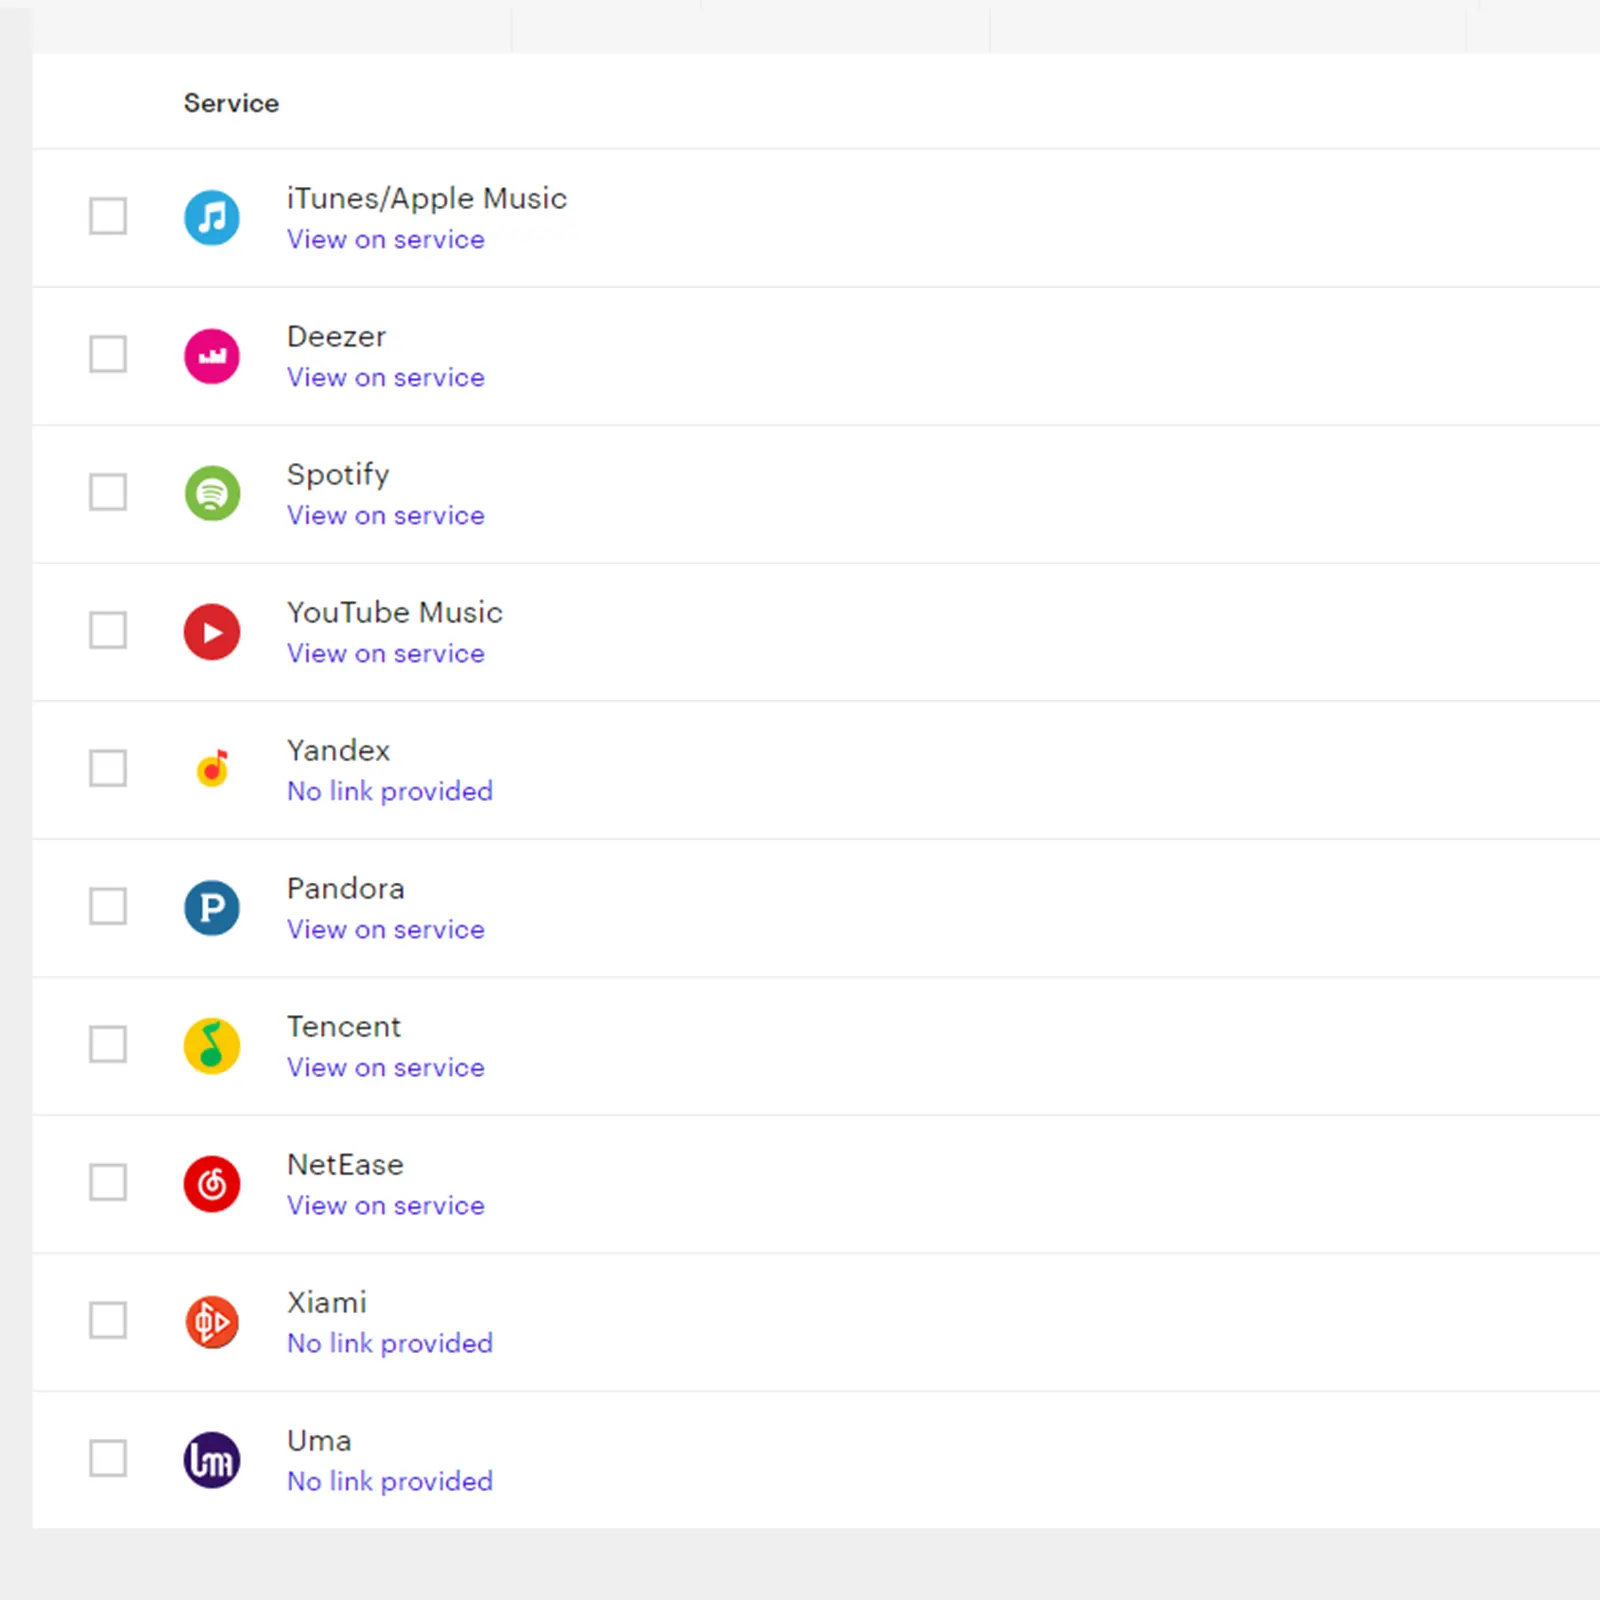 Service
iTunes/Apple Music
View on service
Deezer
View on service
Spotify
View on service
YouTube Music
View on service
Yandex
No link provided
Pandora
View on service
Tencent
View on service
NetEase
View on service
Xiami
No link provided
Uma
No link provided